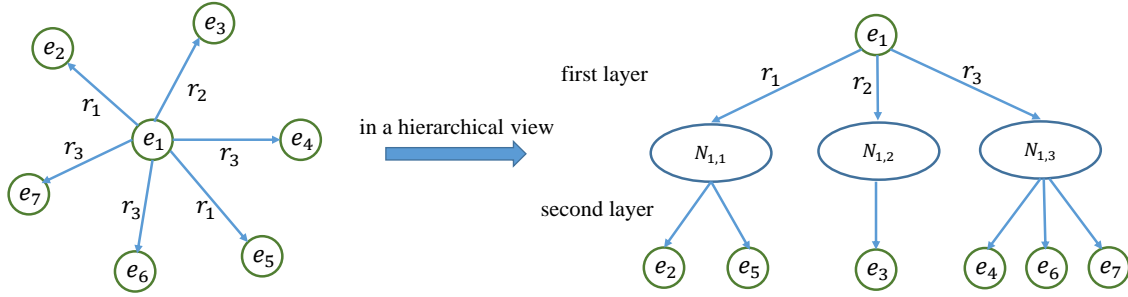 e₃
e₂
r₂
r₁
e₁
e₄
r₃
r₃
e₇
r₃
r₁
e₆
e₅
in a hierarchical view
e₁
first layer
r₁
r₂
r₃
N₁,₁
N₁,₂
N₁,₃
second layer
e₂
e₅
e₃
e₄
e₆
e₇